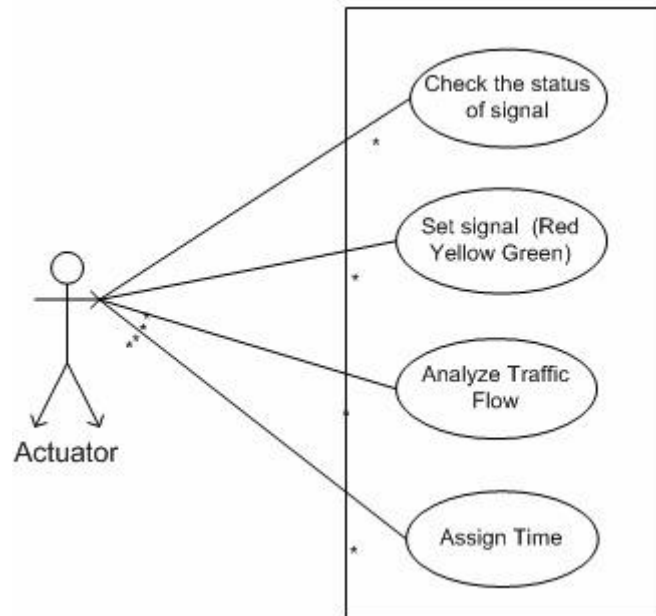 Check the status
of signal
*
Set signal (Red
Yellow Green)
*
* * * *
Analyze Traffic
Flow
*
Actuator
Assign Time
*